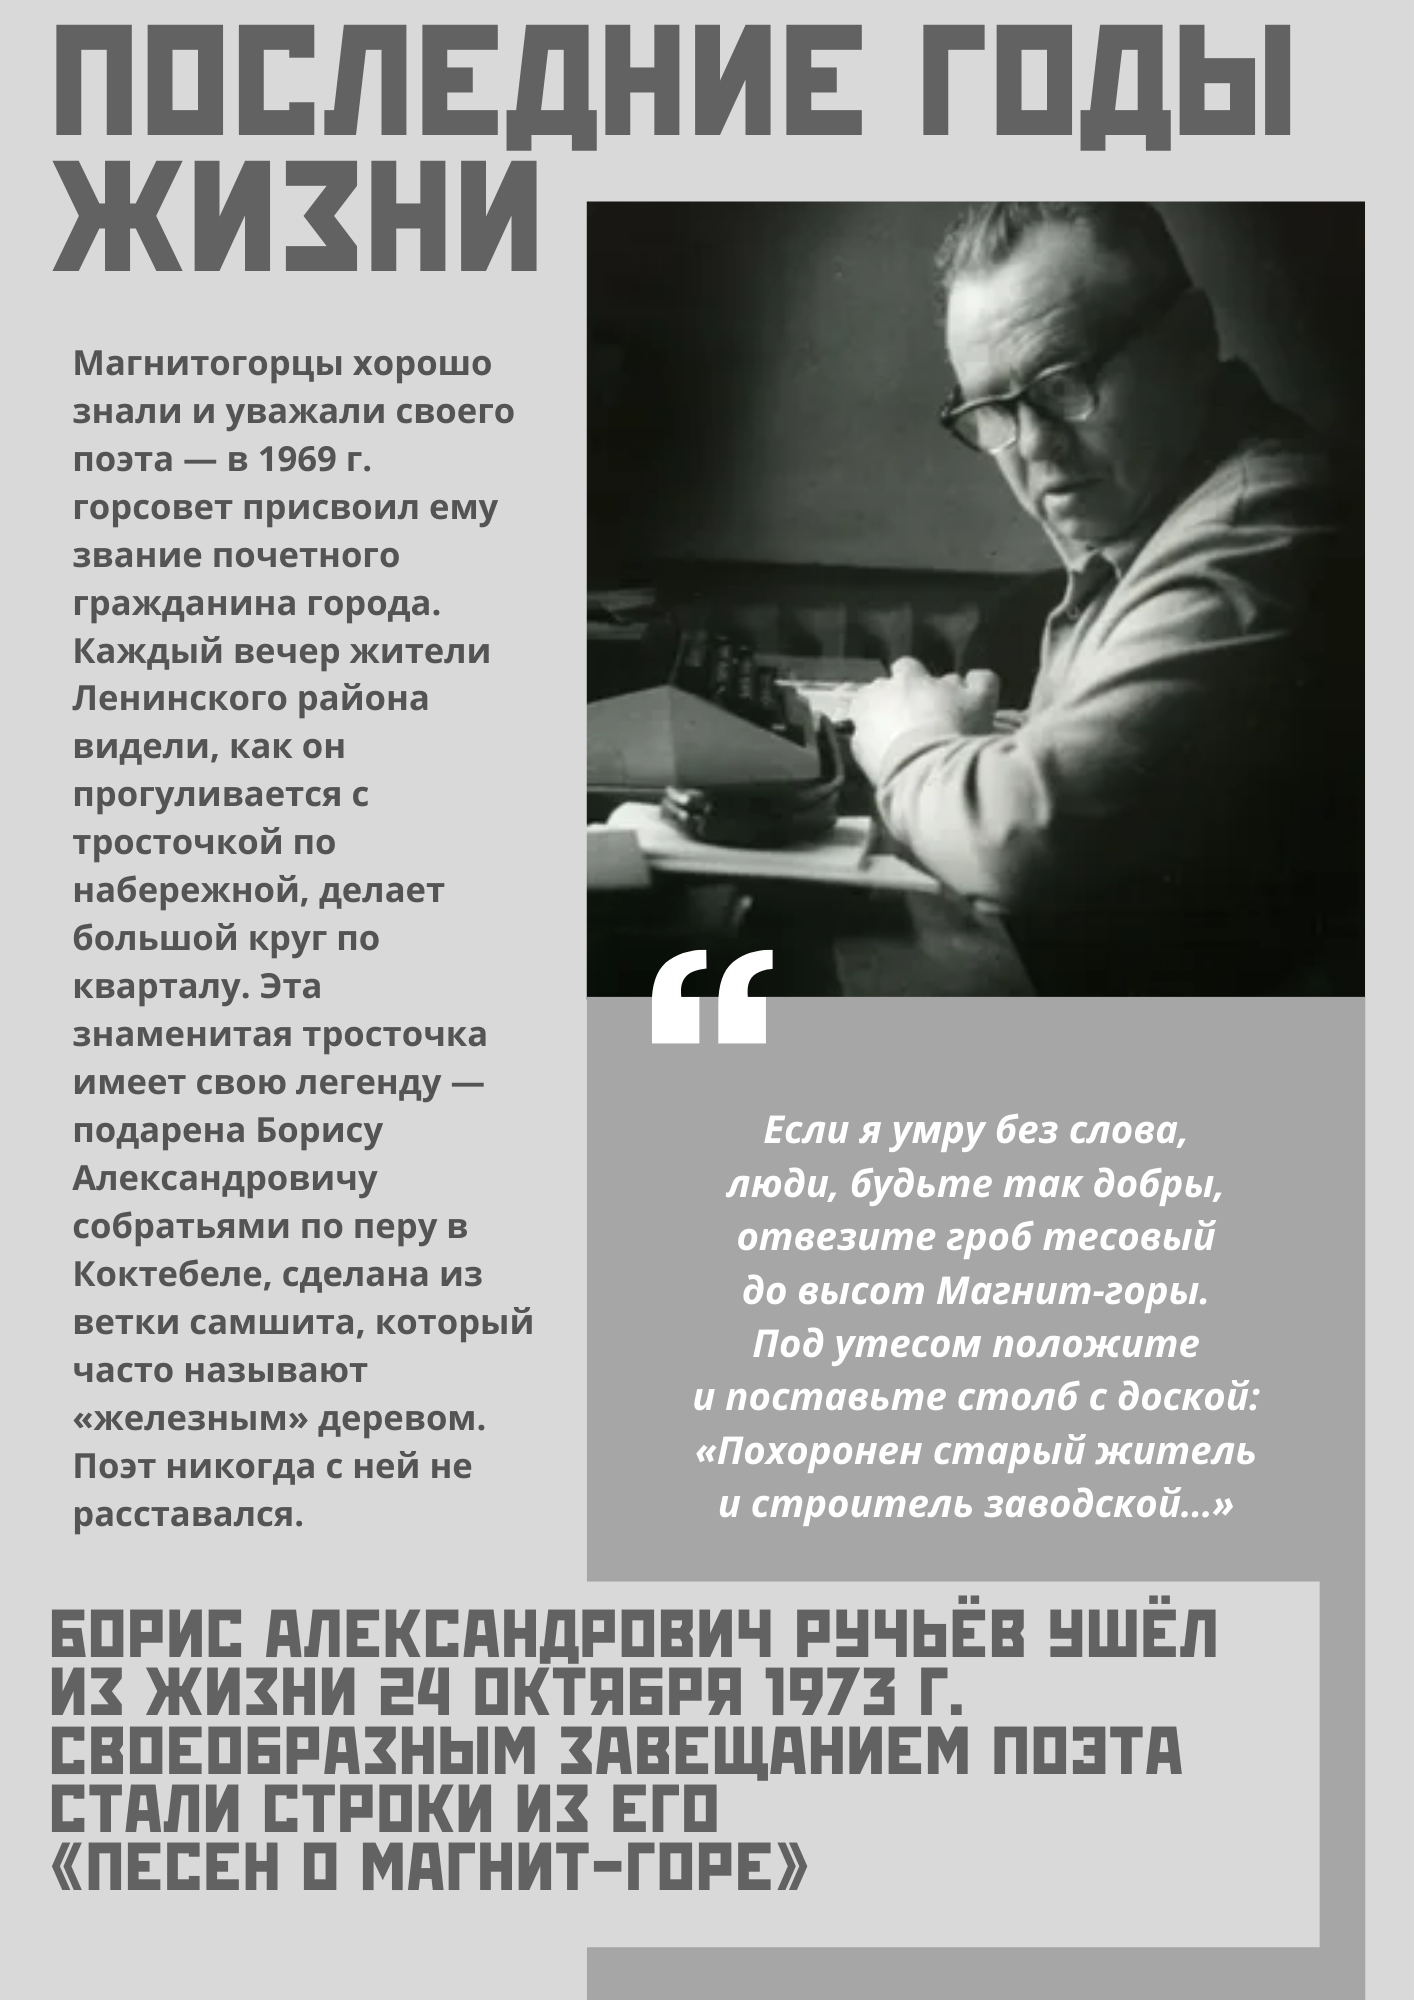 ПОСЛЕДНИЕ ГОДЫ
ЖИЗНИ
Магнитогорцы хорошо
знали и уважали своего
поэта — в 1969 г.
горсовет присвоил ему
звание почетного
гражданина города.
Каждый вечер жители
Ленинского района
видели, как он
прогуливается с
тросточкой по
набережной, делает
большой круг по
кварталу. Эта
знаменитая тросточка
имеет свою легенду —
подарена Борису
Александровичу
собратьями по перу в
Коктебеле, сделана из
ветки самшита, который
часто называют
«железным» деревом.
Поэт никогда с ней не
расставался.
“
Если я умру без слова,
люди, будьте так добры,
отвезите гроб тесовый
до высот Магнит-горы.
Под утесом положите
и поставьте столб с доской:
«Похоронен старый житель
и строитель заводской...»
БОРИС АЛЕКСАНДРОВИЧ РУЧЬЁВ УШЁЛ
ИЗ ЖИЗНИ 24 ОКТЯБРЯ 1973 Г.
СВОЕОБРАЗНЫМ ЗАВЕЩАНИЕМ ПОЭТА
СТАЛИ СТРОКИ ИЗ ЕГО
«ПЕСЕН О МАГНИТ-ГОРЕ»